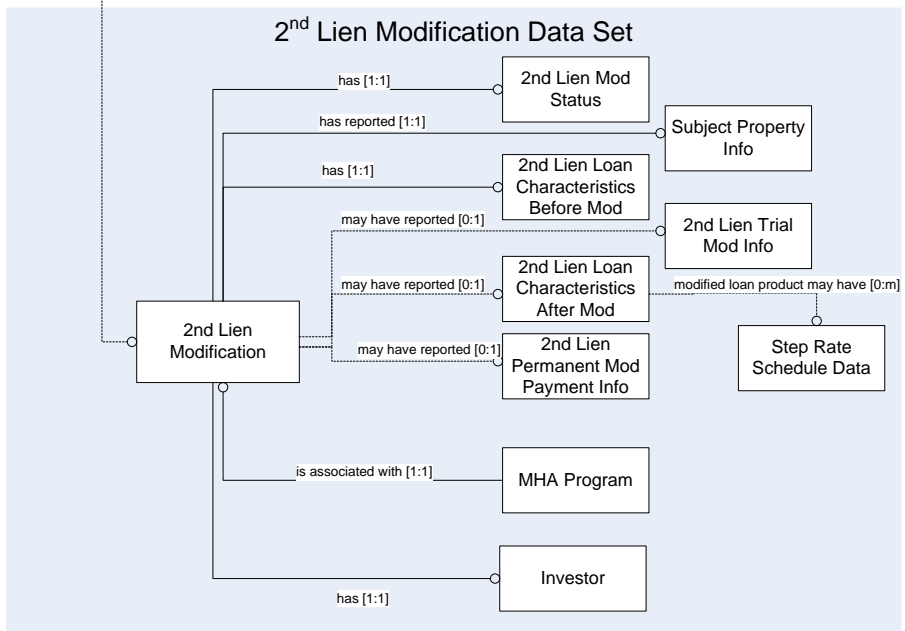 2nd Lien Modification Data Set
has [1:1]
2nd Lien Mod
Status
has reported [1:1]
Subject Property
Info
has [1:1]
2nd Lien Loan
Characteristics
Before Mod
may have reported [0:1]
2nd Lien Trial
Mod Info
may have reported [0:1]
2nd Lien Loan
Characteristics
After Mod
modified loan product may have [0:m]
2nd Lien
Modification
may have reported [0:1]
2nd Lien
Permanent Mod
Payment Info
Step Rate
Schedule Data
is associated with [1:1]
MHA Program
has [1:1]
Investor